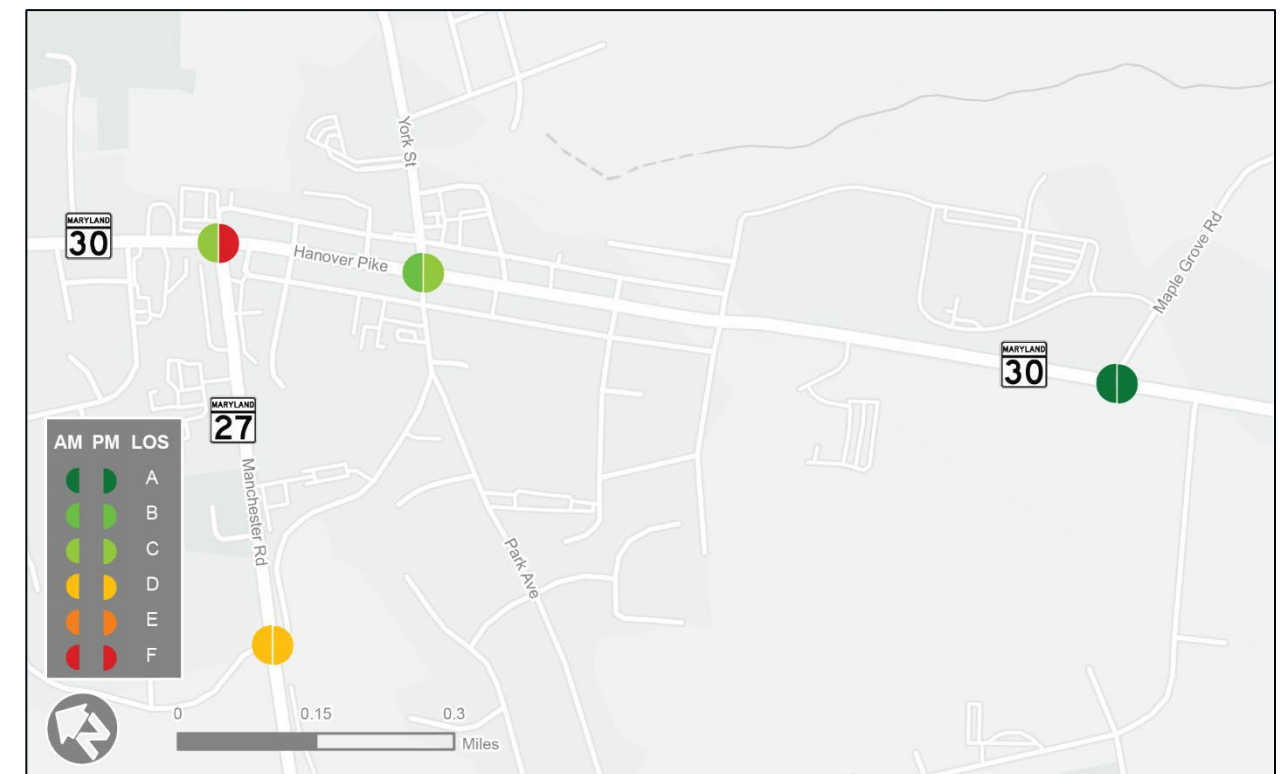 York St
MARYLAND
30
Hanover Pike
Maple Grove Rd
MARYLAND
30
MARYLAND
27
AM PM LOS
A
B
C
D
E
F
Manchester Rd
Park Ave
0 0.15 0.3
Miles
N